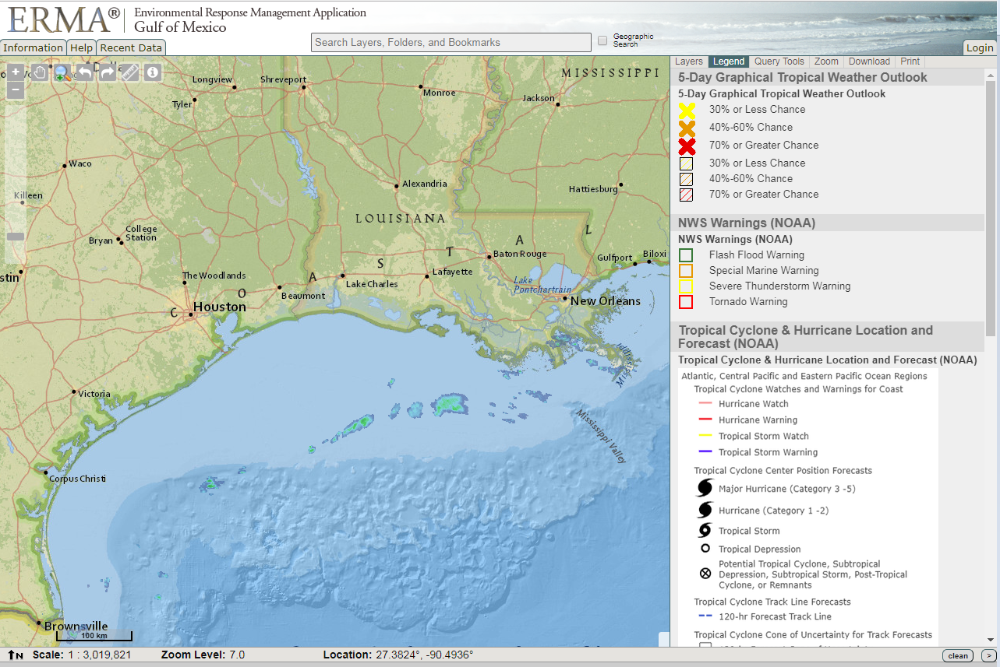 ERMA®
Environmental Response Management Application
Gulf of Mexico
Search Layers, Folders, and Bookmarks
Geographic
Search
Information
Help
Recent Data
Login
Layers
Legend
Query Tools
Zoom
Download
Print
Longview
Shreveport
Monroe
MISSISSIPPI
Jackson
Tyler
Waco
Killeen
Alexandria
Hattiesburg
LOUISIANA
College
Station
Bryan
COASTAL
Baton Rouge
Gulfport
Biloxi
stin
The Woodlands
Lake Charles
Lafayette
Lake
Pontchartrain
Beaumont
New Orleans
Houston
Victoria
Mississippi Valley
Corpus Christi
Brownsville
100 km
5-Day Graphical Tropical Weather Outlook
5-Day Graphical Tropical Weather Outlook
30% or Less Chance
40%-60% Chance
70% or Greater Chance
30% or Less Chance
40%-60% Chance
70% or Greater Chance
NWS Warnings (NOAA)
NWS Warnings (NOAA)
Flash Flood Warning
Special Marine Warning
Severe Thunderstorm Warning
Tornado Warning
Tropical Cyclone & Hurricane Location and
Forecast (NOAA)
Tropical Cyclone & Hurricane Location and Forecast (NOAA)
Atlantic, Central Pacific and Eastern Pacific Ocean Regions
Tropical Cyclone Watches and Warnings for Coast
Hurricane Watch
Hurricane Warning
Tropical Storm Watch
Tropical Storm Warning
Tropical Cyclone Center Position Forecasts
Major Hurricane (Category 3 -5)
Hurricane (Category 1 -2)
Tropical Storm
Tropical Depression
Potential Tropical Cyclone, Subtropical
Depression, Subtropical Storm, Post-Tropical
Cyclone, or Remnants
Tropical Cyclone Track Line Forecasts
120-hr Forecast Track Line
Tropical Cyclone Cone of Uncertainty for Track Forecasts
N
Scale: 1 : 3,019,821
Zoom Level: 7.0
Location: 27.3824°, -90.4936°
clean
>